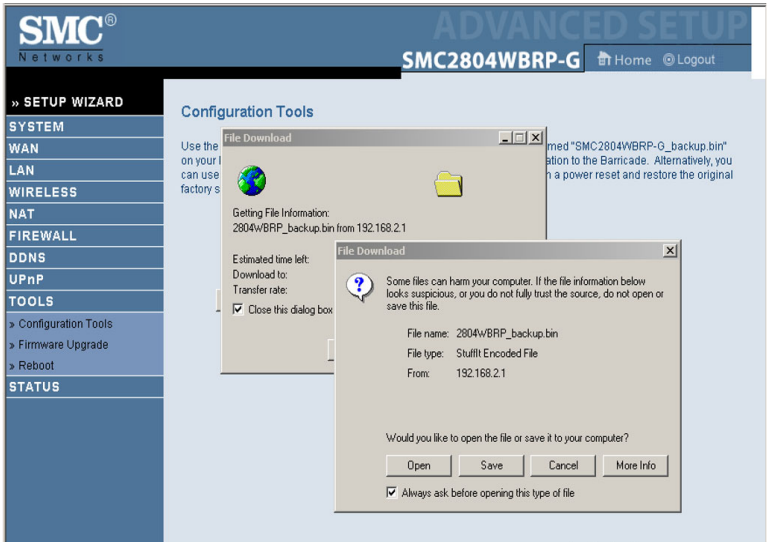 SMC®
Networks
ADVANCED SETUP
SMC2804WBRP-G
Home
Logout
» SETUP WIZARD
SYSTEM
WAN
LAN
WIRELESS
NAT
FIREWALL
DDNS
UPnP
TOOLS
» Configuration Tools
» Firmware Upgrade
» Reboot
STATUS
Configuration Tools
Use the
med "SMC2804WBRP-G_backup.bin"
on your
ation to the Barricade. Alternatively, you
can use
a power reset and restore the original
factory s
File Download
Getting File Information:
2804WBRP_backup.bin from 192.168.2.1
Estimated time left:
Download to:
Transfer rate:
Close this dialog box
File Download
Some files can harm your computer. If the file information below
looks suspicious, or you do not fully trust the source, do not open or
save this file.
File name: 2804WBRP_backup.bin
File type: StuffIt Encoded File
From: 192.168.2.1
Would you like to open the file or save it to your computer?
Open
Save
Cancel
More Info
Always ask before opening this type of file